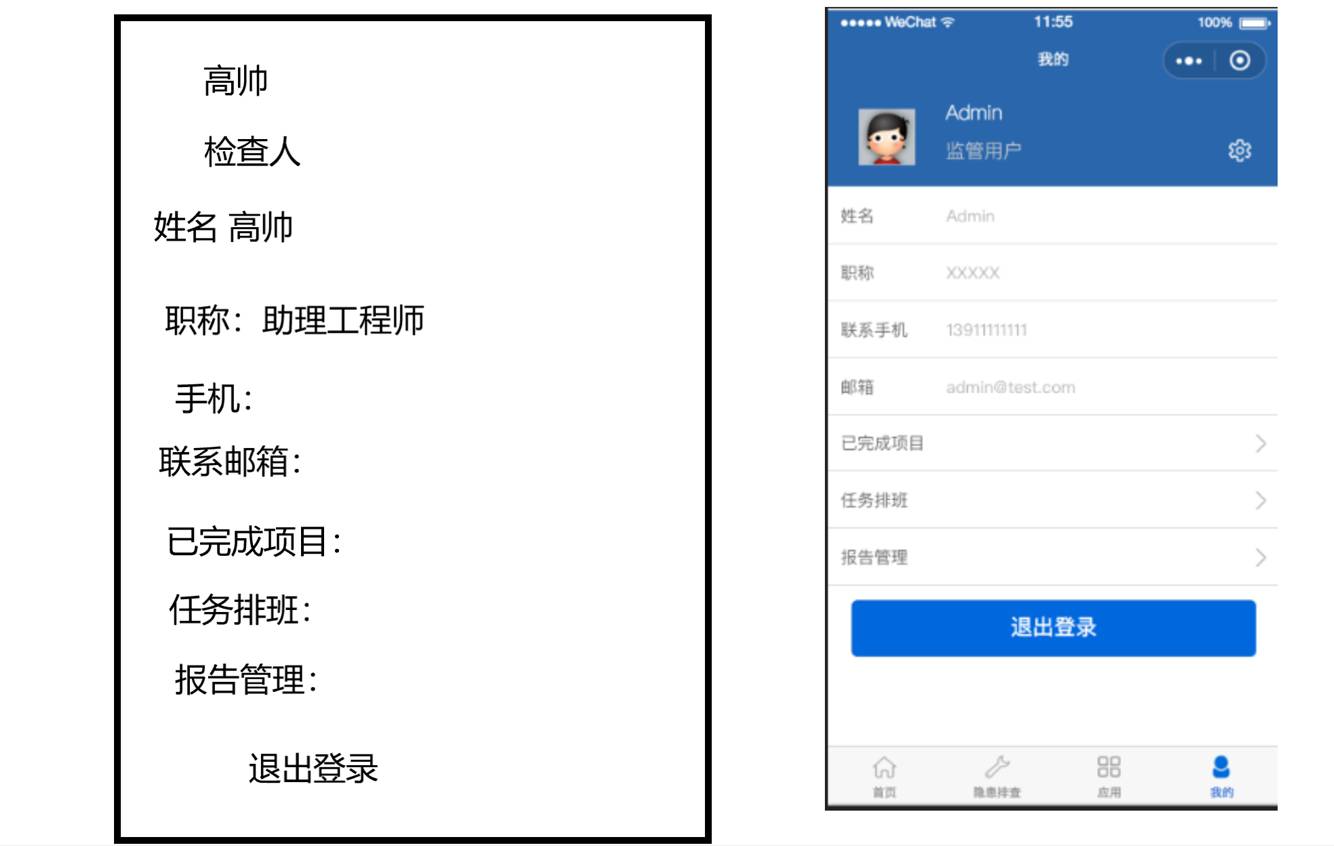 高帅
检查人
姓名 高帅
职称：助理工程师
手机：
联系邮箱：
已完成项目：
任务排班：
报告管理：
退出登录
●●●●● WeChat 11:55 100%
我的
Admin
监管用户
姓名 Admin
职称 XXXXX
联系手机 13911111111
邮箱 admin@test.com
已完成项目
任务排班
报告管理
退出登录
首页 隐患排查 应用 我的